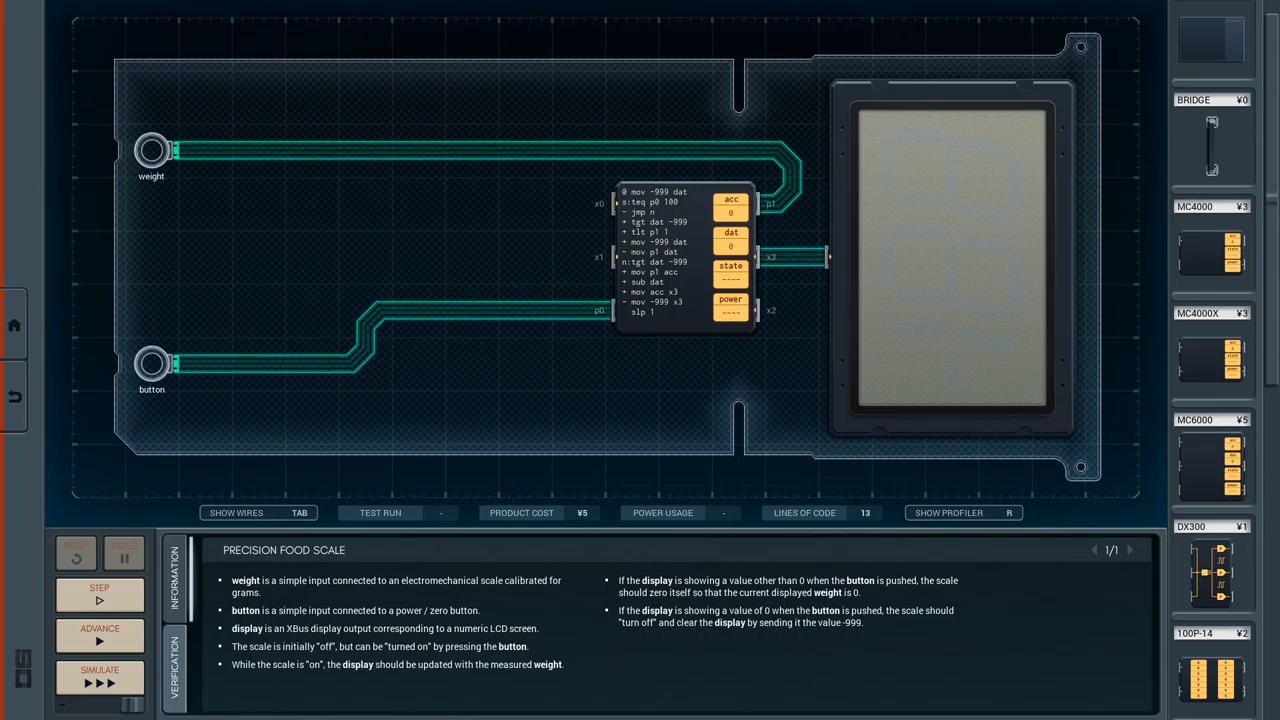 weight
button
x0
x1
p0
@ mov -999 dat
s:teq p0 100
- jmp n
+ tgt dat -999
+ tlt p1 1
+ mov -999 dat
- mov p1 dat
n:tgt dat -999
+ mov p1 acc
+ sub dat
+ mov acc x3
- mov -999 x3
slp 1
acc
0
dat
0
state
----
power
----
p1
x3
x2
BRIDGE ¥0
MC4000 ¥3
MC4000X ¥3
MC6000 ¥5
DX300 ¥1
100P-14 ¥2
SHOW WIRES TAB
TEST RUN -
PRODUCT COST ¥5
POWER USAGE -
LINES OF CODE 13
SHOW PROFILER R
RESET
PAUSE
STEP
ADVANCE
SIMULATE
INFORMATION
VERIFICATION
PRECISION FOOD SCALE
1/1
weight is a simple input connected to an electromechanical scale calibrated for
grams.
button is a simple input connected to a power / zero button.
display is an XBus display output corresponding to a numeric LCD screen.
The scale is initially "off", but can be "turned on" by pressing the button.
While the scale is "on", the display should be updated with the measured weight.
If the display is showing a value other than 0 when the button is pushed, the scale
should zero itself so that the current displayed weight is 0.
If the display is showing a value of 0 when the button is pushed, the scale should
"turn off" and clear the display by sending it the value -999.